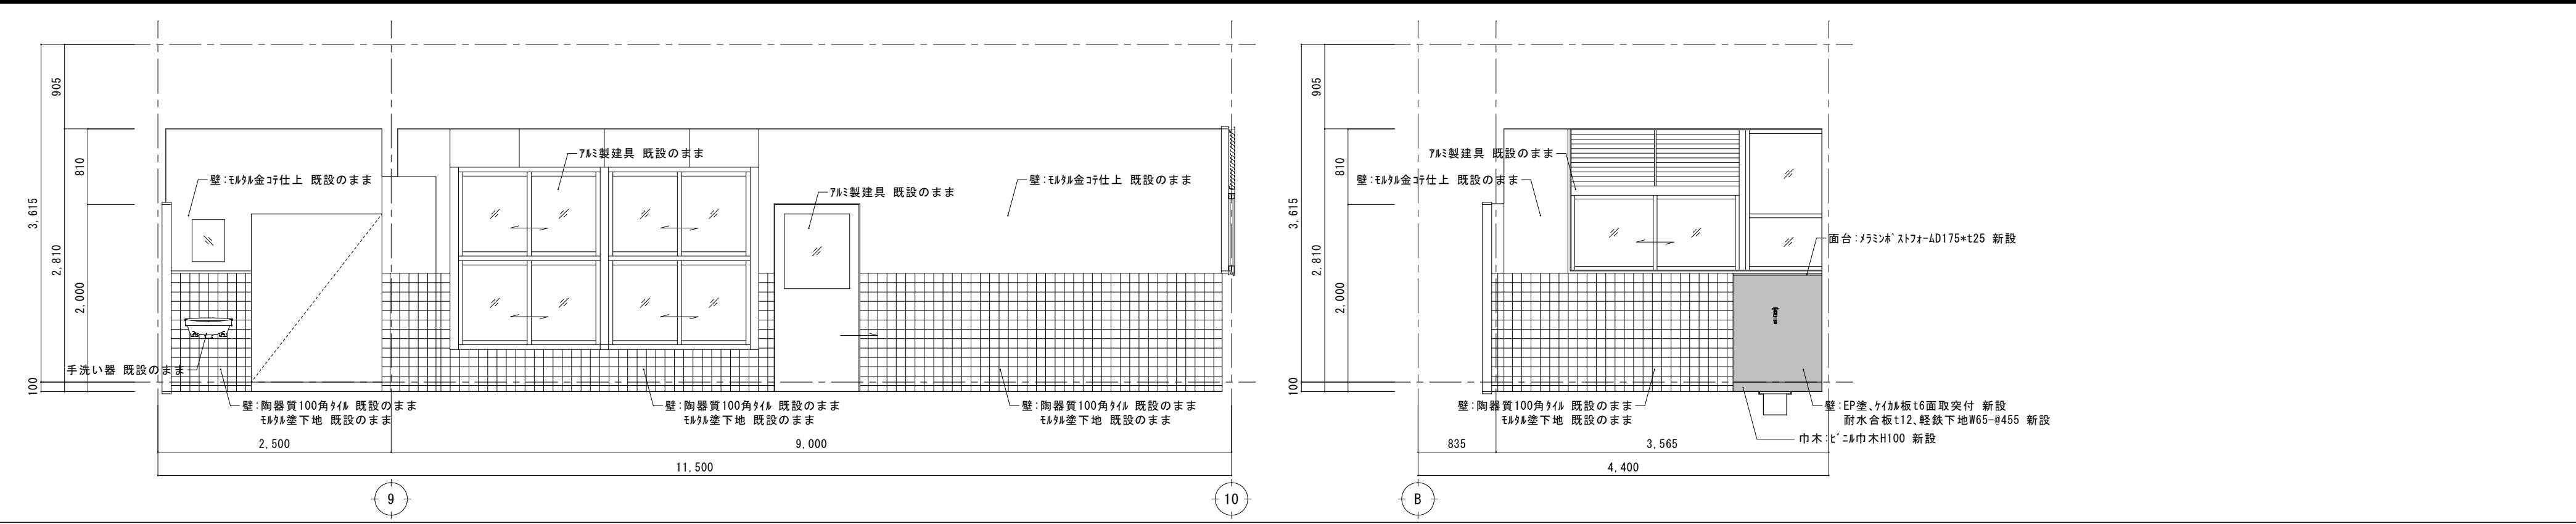 905
810
3,615
2,810
2,000
100
壁:ﾓﾙﾀﾙ金ｺﾃ仕上 既設のまま
ｱﾙﾐ製建具 既設のまま
ｱﾙﾐ製建具 既設のまま
壁:ﾓﾙﾀﾙ金ｺﾃ仕上 既設のまま
手洗い器 既設のまま
壁:陶器質100角ﾀｲﾙ 既設のまま
ﾓﾙﾀﾙ塗下地 既設のまま
壁:陶器質100角ﾀｲﾙ 既設のまま
ﾓﾙﾀﾙ塗下地 既設のまま
壁:陶器質100角ﾀｲﾙ 既設のまま
ﾓﾙﾀﾙ塗下地 既設のまま
2,500
9,000
11,500
9
10
905
810
3,615
2,810
2,000
100
ｱﾙﾐ製建具 既設のまま
壁:ﾓﾙﾀﾙ金ｺﾃ仕上 既設のまま
面台:ﾒﾗﾐﾝﾎﾟｽﾄﾌｫｰﾑD175*t25 新設
壁:陶器質100角ﾀｲﾙ 既設のまま
ﾓﾙﾀﾙ塗下地 既設のまま
壁:EP塗､ｹｲｶﾙ板t6面取突付 新設
耐水合板t12､軽鉄下地W65-@455 新設
巾木:ﾋﾞﾆﾙ巾木H100 新設
835
3,565
4,400
B